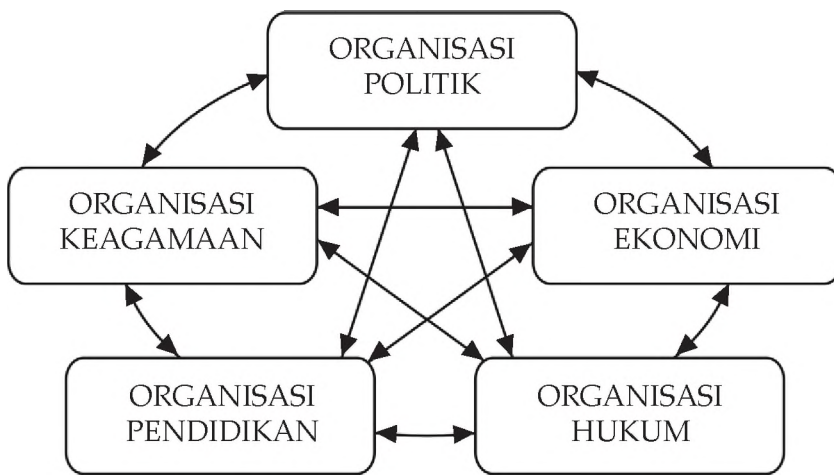 ORGANISASI
POLITIK
ORGANISASI
KEAGAMAAN
ORGANISASI
EKONOMI
ORGANISASI
PENDIDIKAN
ORGANISASI
HUKUM